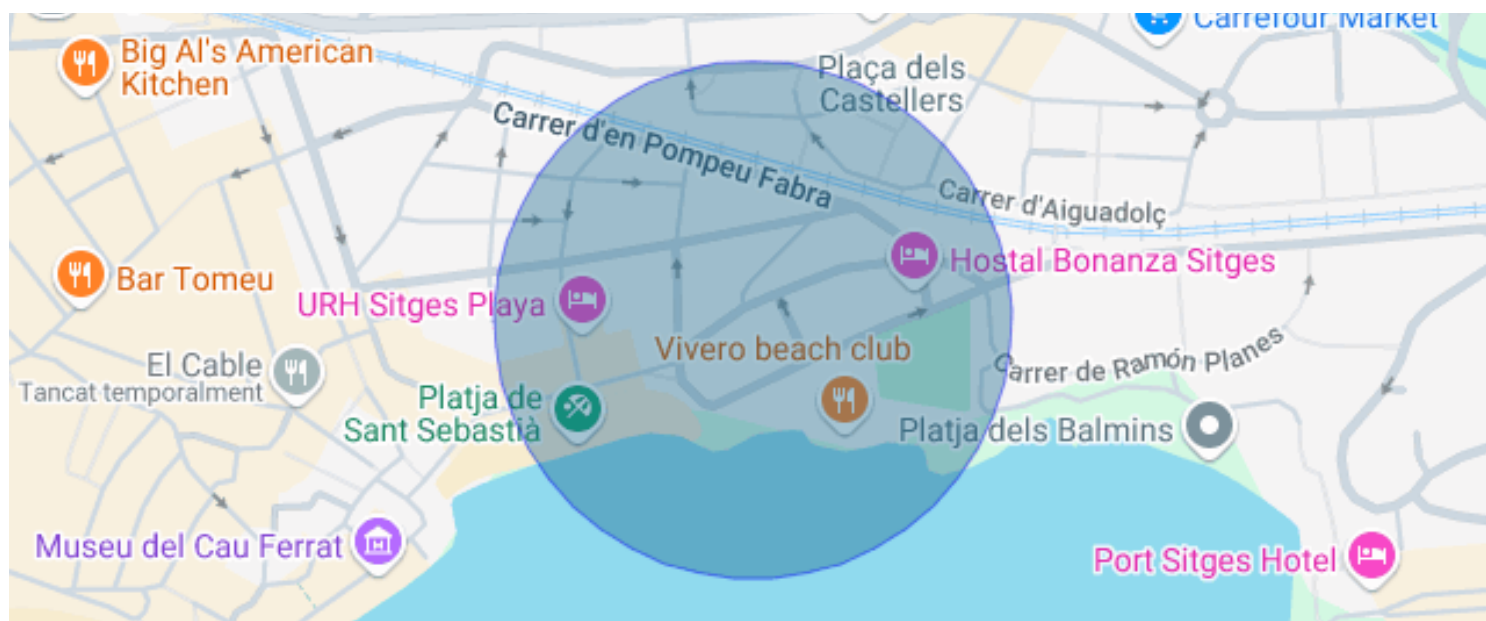 Carrefour Market
Big Al's American
Kitchen
Plaça dels
Castellers
Carrer d'en Pompeu Fabra
Carrer d'Aiguadolç
Hostal Bonanza Sitges
Bar Tomeu
URH Sitges Playa
Vivero beach club
El Cable
Tancat temporalment
Carrer de Ramón Planes
Platja de
Sant Sebastià
Platja dels Balmins
Museu del Cau Ferrat
Port Sitges Hotel